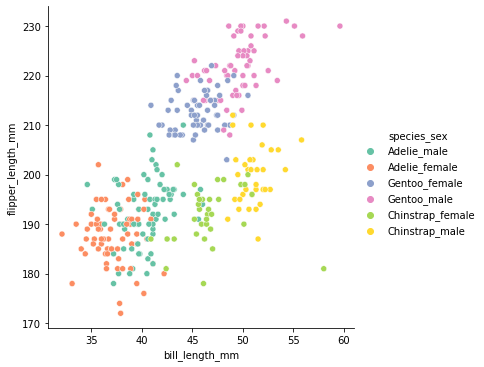 230
220
210
200
190
180
170
flipper_length_mm
35
40
45
50
55
60
bill_length_mm
species_sex
Adelie_male
Adelie_female
Gentoo_female
Gentoo_male
Chinstrap_female
Chinstrap_male